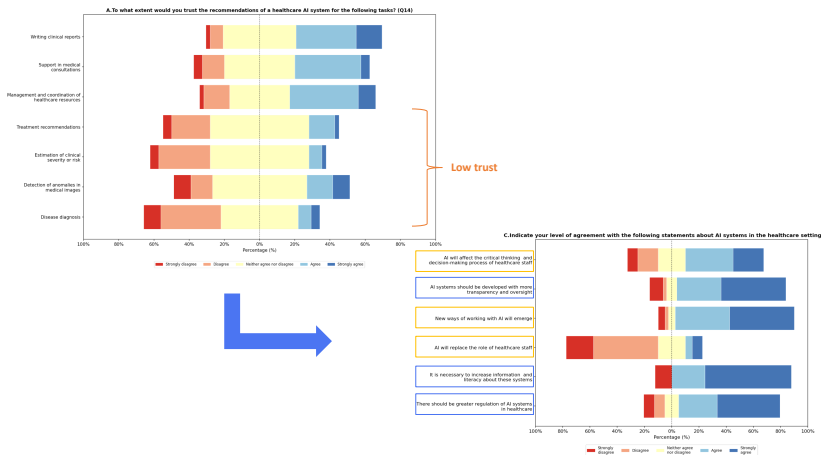 A.To what extent would you trust the recommendations of a healthcare AI system for the following tasks? (Q14)
Writing clinical reports
Support in medical
consultations
Management and coordination of
healthcare resources
Treatment recommendations
Estimation of clinical
severity or risk
Detection of anomalies in
medical images
Disease diagnosis
100% 80% 60% 40% 20% 0% 20% 40% 60% 80% 100%
Percentage (%)
Strongly disagree Disagree Neither agree nor disagree Agree Strongly agree
Low trust
C.Indicate your level of agreement with the following statements about AI systems in the healthcare setting
AI will affect the critical thinking and
decision-making process of healthcare staff
AI systems should be developed with more
transparency and oversight
New ways of working with AI will emerge
AI will replace the role of healthcare staff
It is necessary to increase information and
literacy about these systems
There should be greater regulation of AI systems
in healthcare
100% 80% 60% 40% 20% 0% 20% 40% 60% 80% 100%
Percentage (%)
Strongly
disagree
Disagree
Neither agree
nor disagree
Agree
Strongly
agree